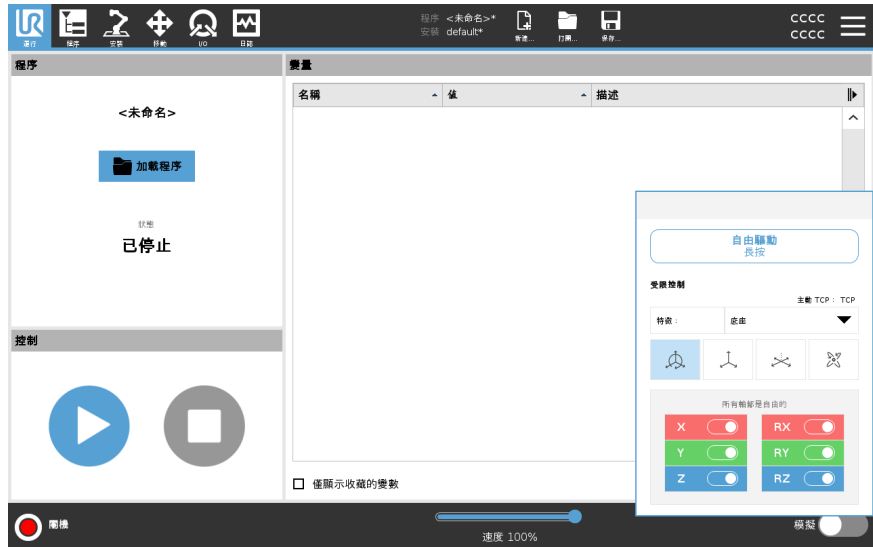 UR
運行
程序
安裝
移動
I/O
日誌
程序 <未命名>*
安裝 default*
新建...
打開...
保存...
CCCC
CCCC
程序
<未命名>
加載程序
狀態
已停止
控制
變量
名稱
值
描述
僅顯示收藏的變數
自由驅動
長按
受限控制
主動 TCP： TCP
特徵：
底座
所有軸都是自由的
X
RX
Y
RY
Z
RZ
關機
速度 100%
模擬